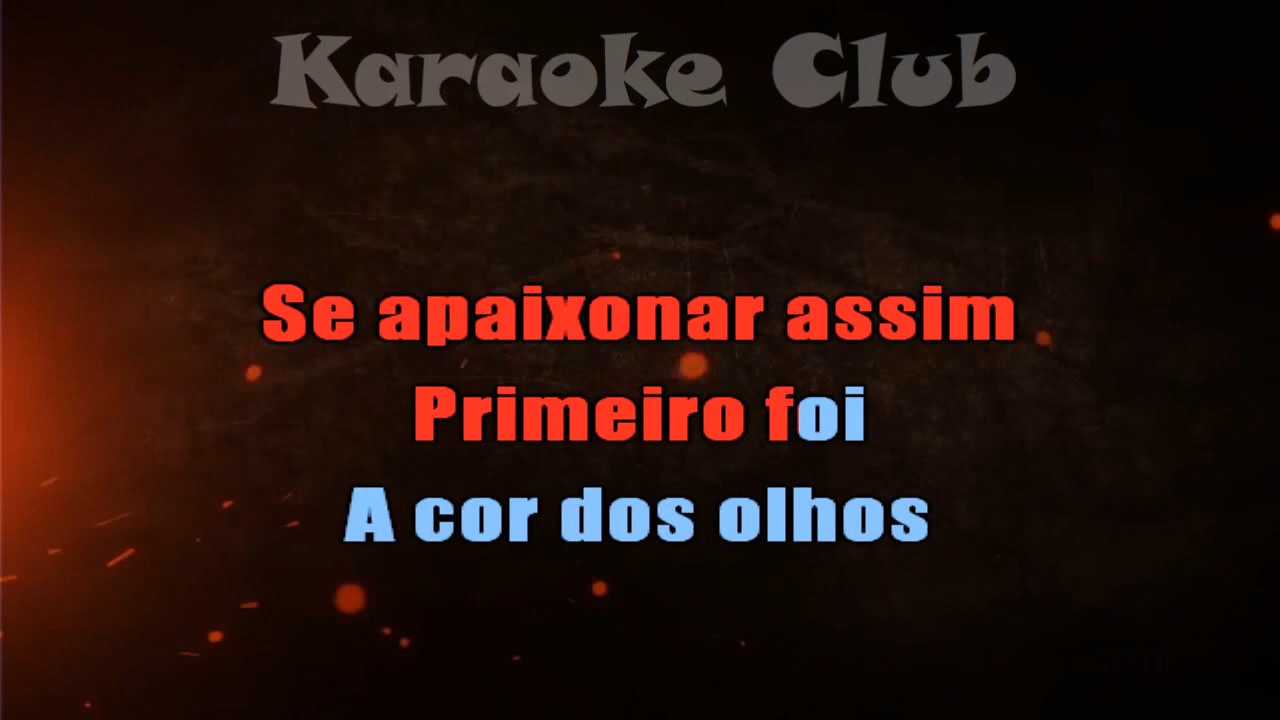 Karaoke Club
Se apaixonar assim
Primeiro foi
A cor dos olhos